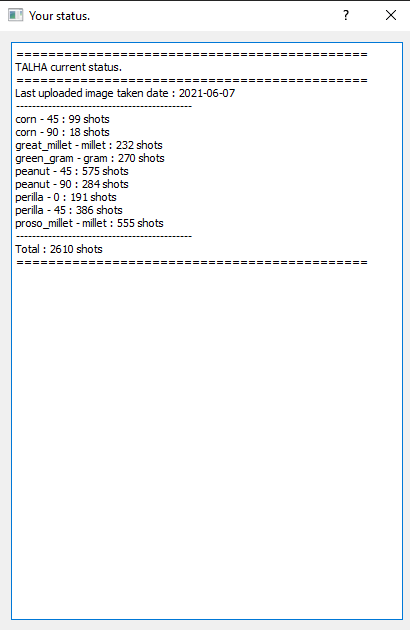 Your status.
============================================
TALHA current status.
============================================
Last uploaded image taken date : 2021-06-07
--------------------------------------------
corn - 45 : 99 shots
corn - 90 : 18 shots
great_millet - millet : 232 shots
green_gram - gram : 270 shots
peanut - 45 : 575 shots
peanut - 90 : 284 shots
perilla - 0 : 191 shots
perilla - 45 : 386 shots
proso_millet - millet : 555 shots
--------------------------------------------
Total : 2610 shots
============================================